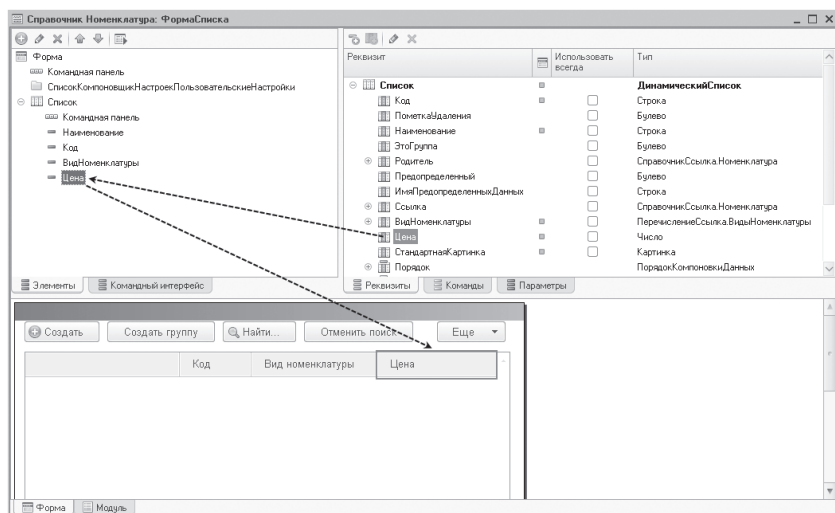 Справочник Номенклатура: ФормаСписка
Форма
Командная панель
СписокКомпоновщикНастроекПользовательскиеНастройки
Список
Командная панель
Наименование
Код
ВидНоменклатуры
Цена
Элементы
Командный интерфейс
Реквизит
Использовать всегда
Тип
Список
ДинамическийСписок
Код
Строка
ПометкаУдаления
Булево
Наименование
Строка
ЭтоГруппа
Булево
Родитель
СправочникСсылка.Номенклатура
Предопределенный
Булево
ИмяПредопределенныхДанных
Строка
Ссылка
СправочникСсылка.Номенклатура
ВидНоменклатуры
ПеречислениеСсылка.ВидыНоменклатуры
Цена
Число
СтандартнаяКартинка
Картинка
Порядок
ПорядокКомпоновкиДанных
Реквизиты
Команды
Параметры
Создать
Создать группу
Найти...
Отменить поиск
Еще
Код
Вид номенклатуры
Цена
Форма
Модуль